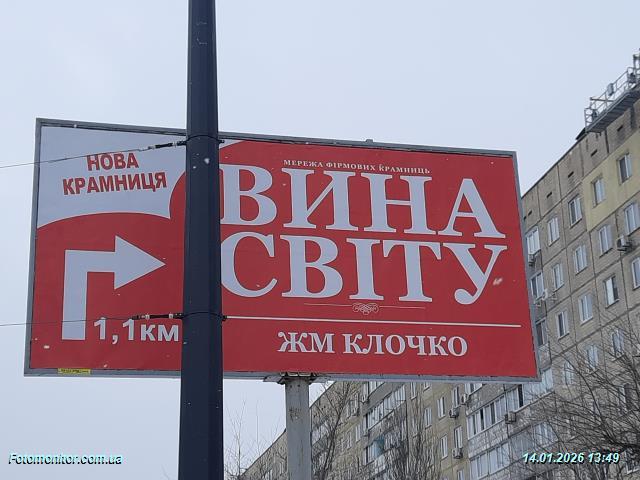 НОВА
КРАМНИЦЯ
МЕРЕЖА ФІРМОВИХ КРАМНИЦЬ
ВИНА
СВІТУ
1,1км
ЖМ КЛОЧКО
Fotomonitor.com.ua
14.01.2026 13:49